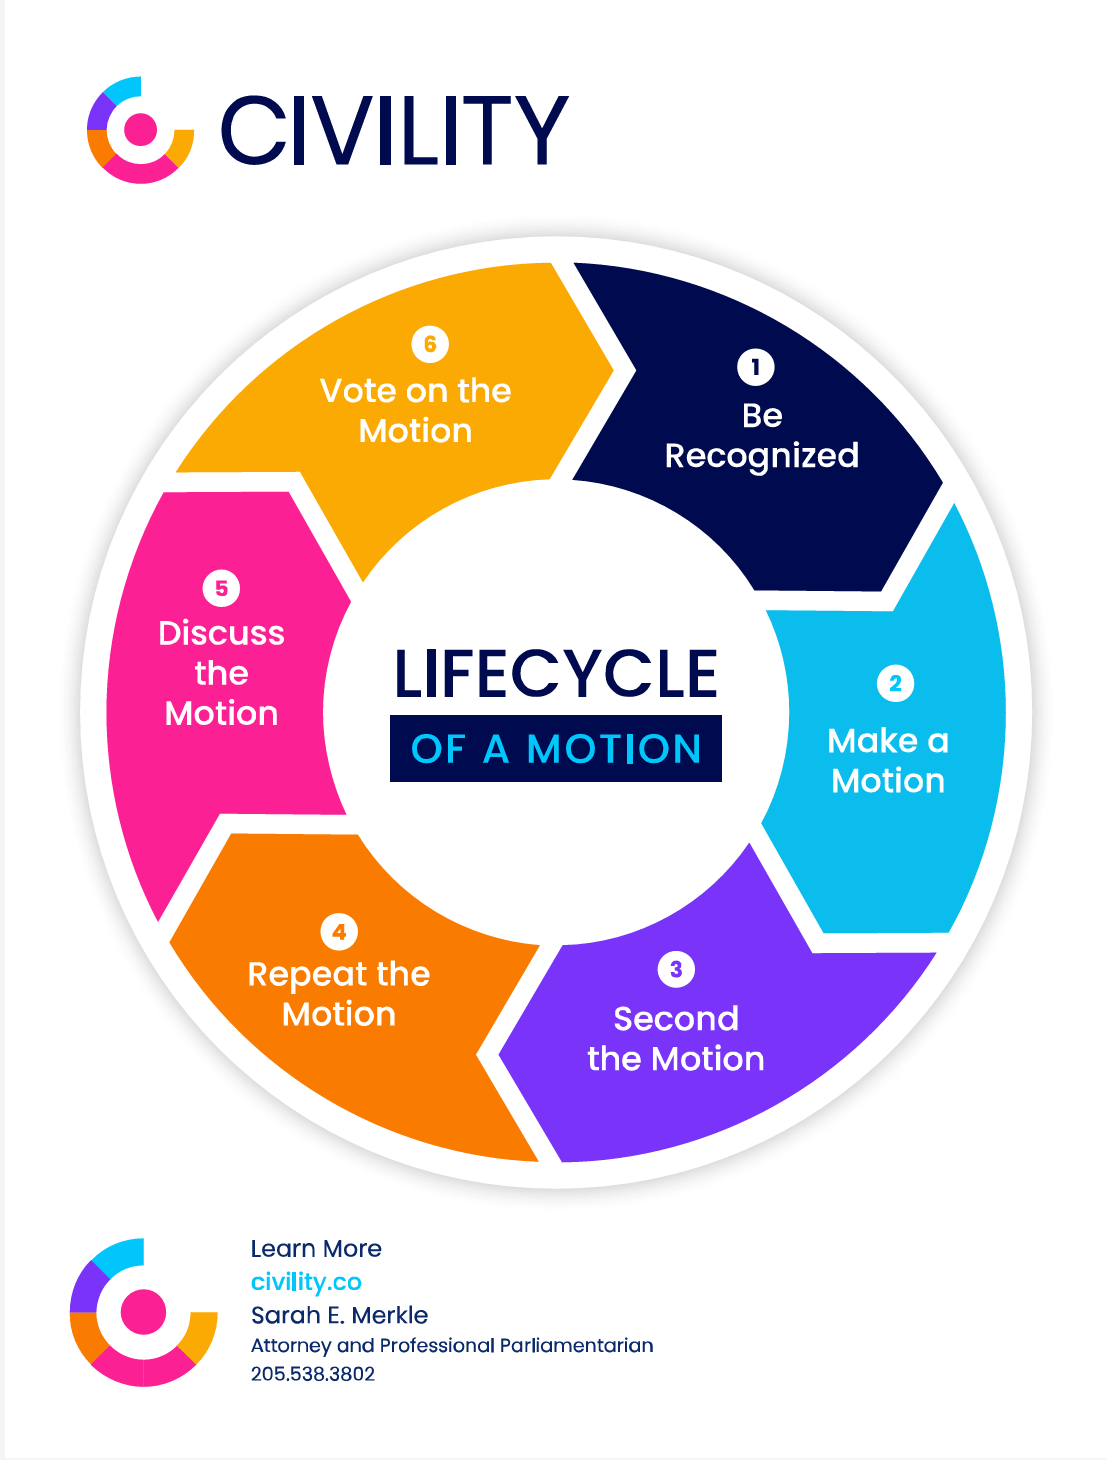 CIVILITY
1
Be
Recognized
2
Make a
Motion
3
Second
the Motion
4
Repeat the
Motion
5
Discuss
the
Motion
6
Vote on the
Motion
LIFECYCLE
OF A MOTION
Learn More
civility.co
Sarah E. Merkle
Attorney and Professional Parliamentarian
205.538.3802